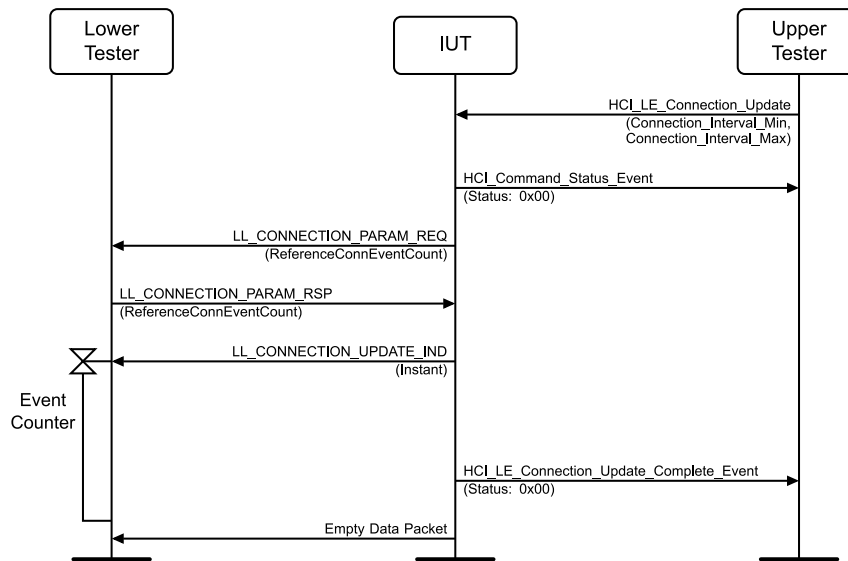 Lower
Tester
IUT
Upper
Tester
HCI_LE_Connection_Update
(Connection_Interval_Min,
Connection_Interval_Max)
HCI_Command_Status_Event
(Status: 0x00)
LL_CONNECTION_PARAM_REQ
(ReferenceConnEventCount)
LL_CONNECTION_PARAM_RSP
(ReferenceConnEventCount)
LL_CONNECTION_UPDATE_IND
(Instant)
Event
Counter
HCI_LE_Connection_Update_Complete_Event
(Status: 0x00)
Empty Data Packet